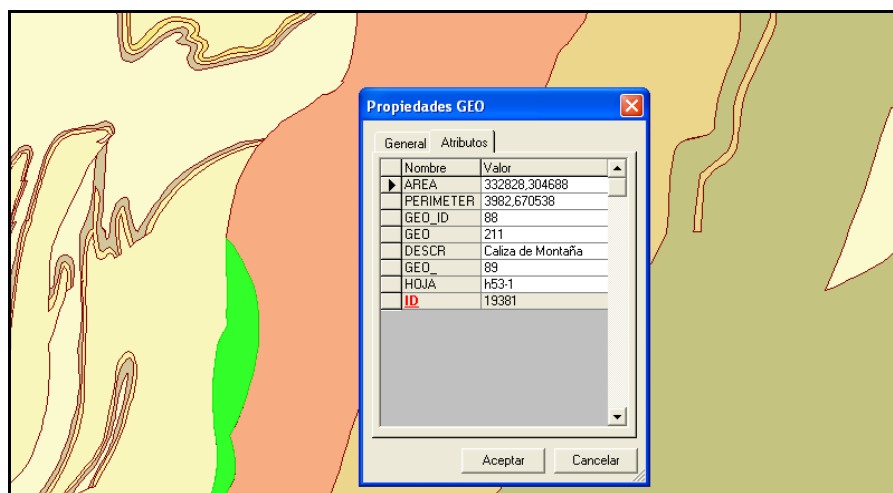 Propiedades GEO
General Atributos
Nombre Valor
AREA 332828,304688
PERIMETER 3982,670538
GEO_ID 88
GEO 211
DESCR Caliza de Montaña
GEO_ 89
HOJA h53-1
ID 19381
Aceptar Cancelar